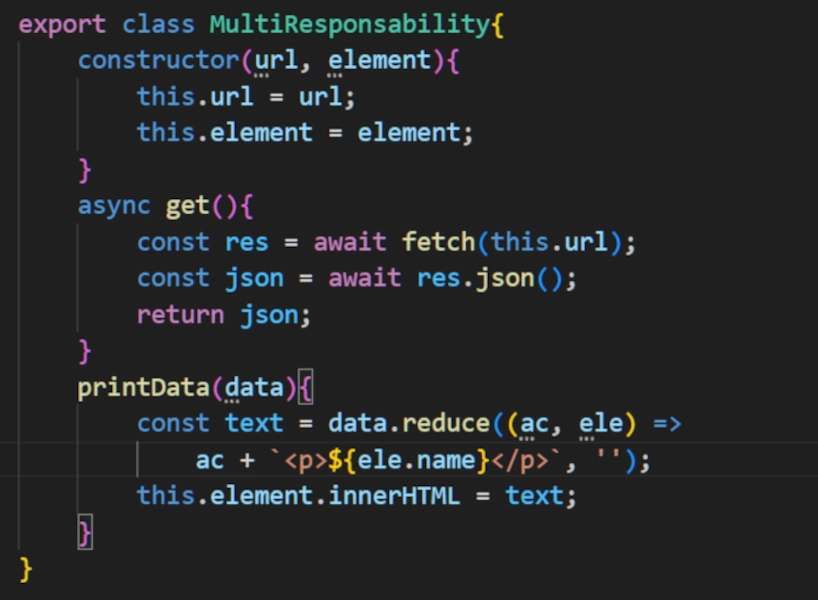 export class MultiResponsability{
constructor(url, element){
this.url = url;
this.element = element;
}
async get(){
const res = await fetch(this.url);
const json = await res.json();
return json;
}
printData(data){
const text = data.reduce((ac, ele) =>
ac + `<p>${ele.name}</p>`, '');
this.element.innerHTML = text;
}
}